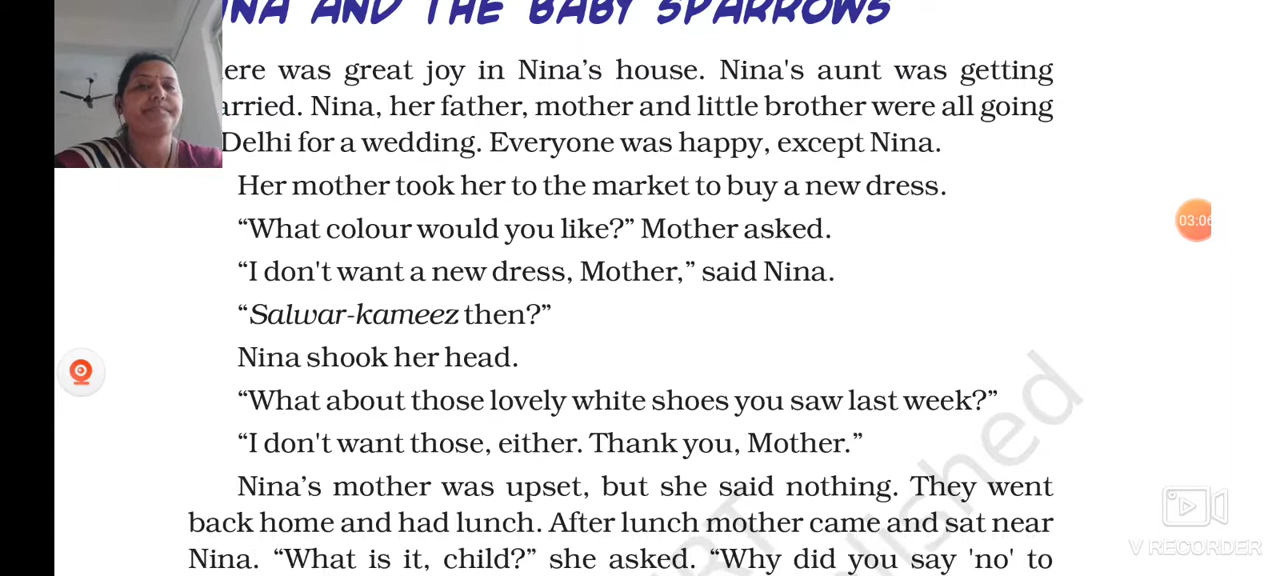 INA AND THE BABY SPARROWS
ere was great joy in Nina's house. Nina's aunt was getting
arried. Nina, her father, mother and little brother were all going
Delhi for a wedding. Everyone was happy, except Nina.
Her mother took her to the market to buy a new dress.
“What colour would you like?” Mother asked.
“I don't want a new dress, Mother,” said Nina.
“Salwar-kameez then?”
Nina shook her head.
“What about those lovely white shoes you saw last week?”
“I don't want those, either. Thank you, Mother.”
Nina’s mother was upset, but she said nothing. They went
back home and had lunch. After lunch mother came and sat near
Nina. “What is it, child?” she asked. “Why did you say 'no' to
03:06
V RECORDER